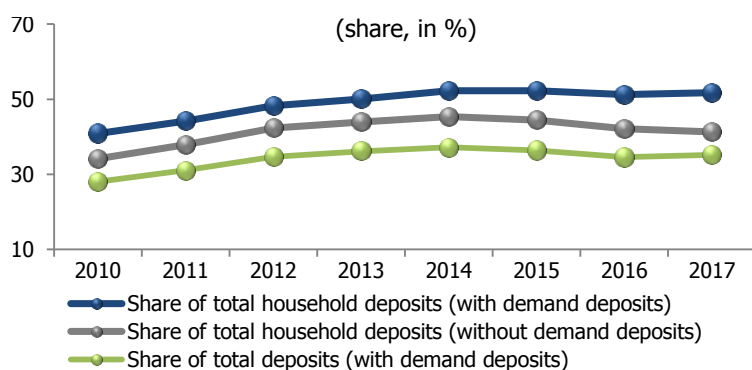 (share, in %)
70
50
30
10
2010 2011 2012 2013 2014 2015 2016 2017
Share of total household deposits (with demand deposits)
Share of total household deposits (without demand deposits)
Share of total deposits (with demand deposits)